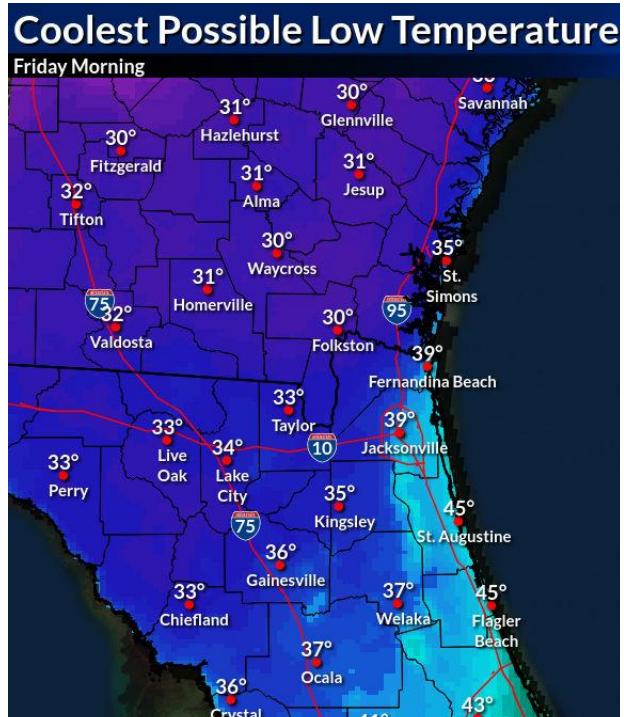 Coolest Possible Low Temperature
Friday Morning
Savannah
30°
Glennville
31°
Hazlehurst
30°
Fitzgerald
31°
Alma
31°
Jesup
32°
Tifton
30°
Waycross
35°
St.
Simons
31°
Homerville
75
32°
Valdosta
95
30°
Folkston
39°
Fernandina Beach
33°
Taylor
39°
Jacksonville
33°
Live
Oak
10
34°
Lake
City
33°
Perry
35°
Kingsley
75
45°
St. Augustine
36°
Gainesville
33°
Chiefland
37°
Welaka
45°
Flagler
Beach
37°
Ocala
36°
Crystal
43°